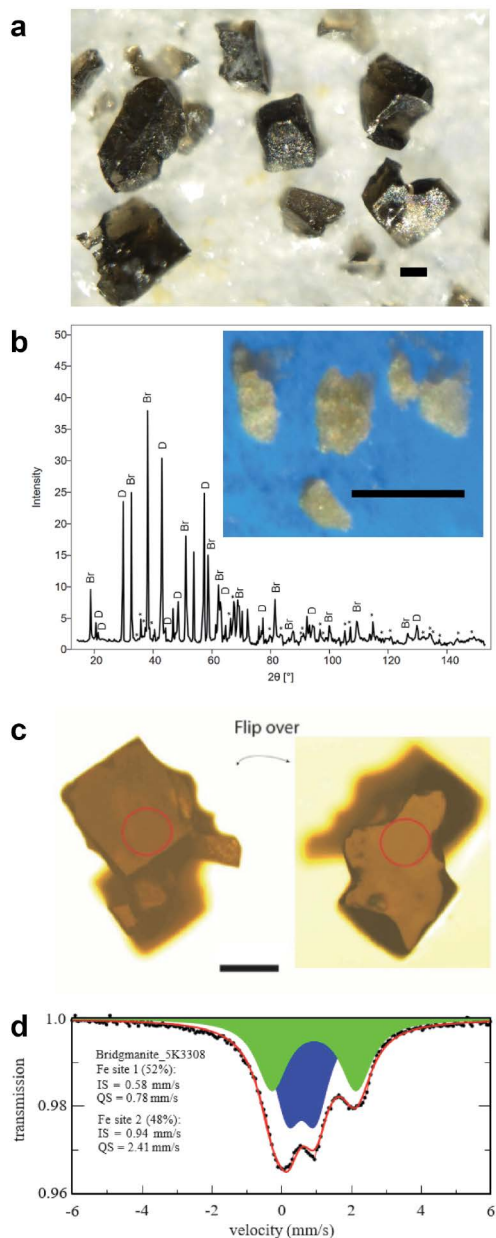 a
b
50
45
40
35
30
25
20
15
10
5
0
Intensity
Br
D
D
D
D
Br
Br
D
D
D
Br
D
Br
Br
D
Br
D
Br
Br
D
Br
Br
Br
D
20
40
60
80
100
120
140
2θ [°]
c
Flip over
d
1.0
0.98
0.96
transmission
Bridgmanite_5K3308
Fe site 1 (52%):
IS = 0.58 mm/s
QS = 0.78 mm/s
Fe site 2 (48%):
IS = 0.94 mm/s
QS = 2.41 mm/s
-6
-4
-2
0
2
4
6
velocity (mm/s)